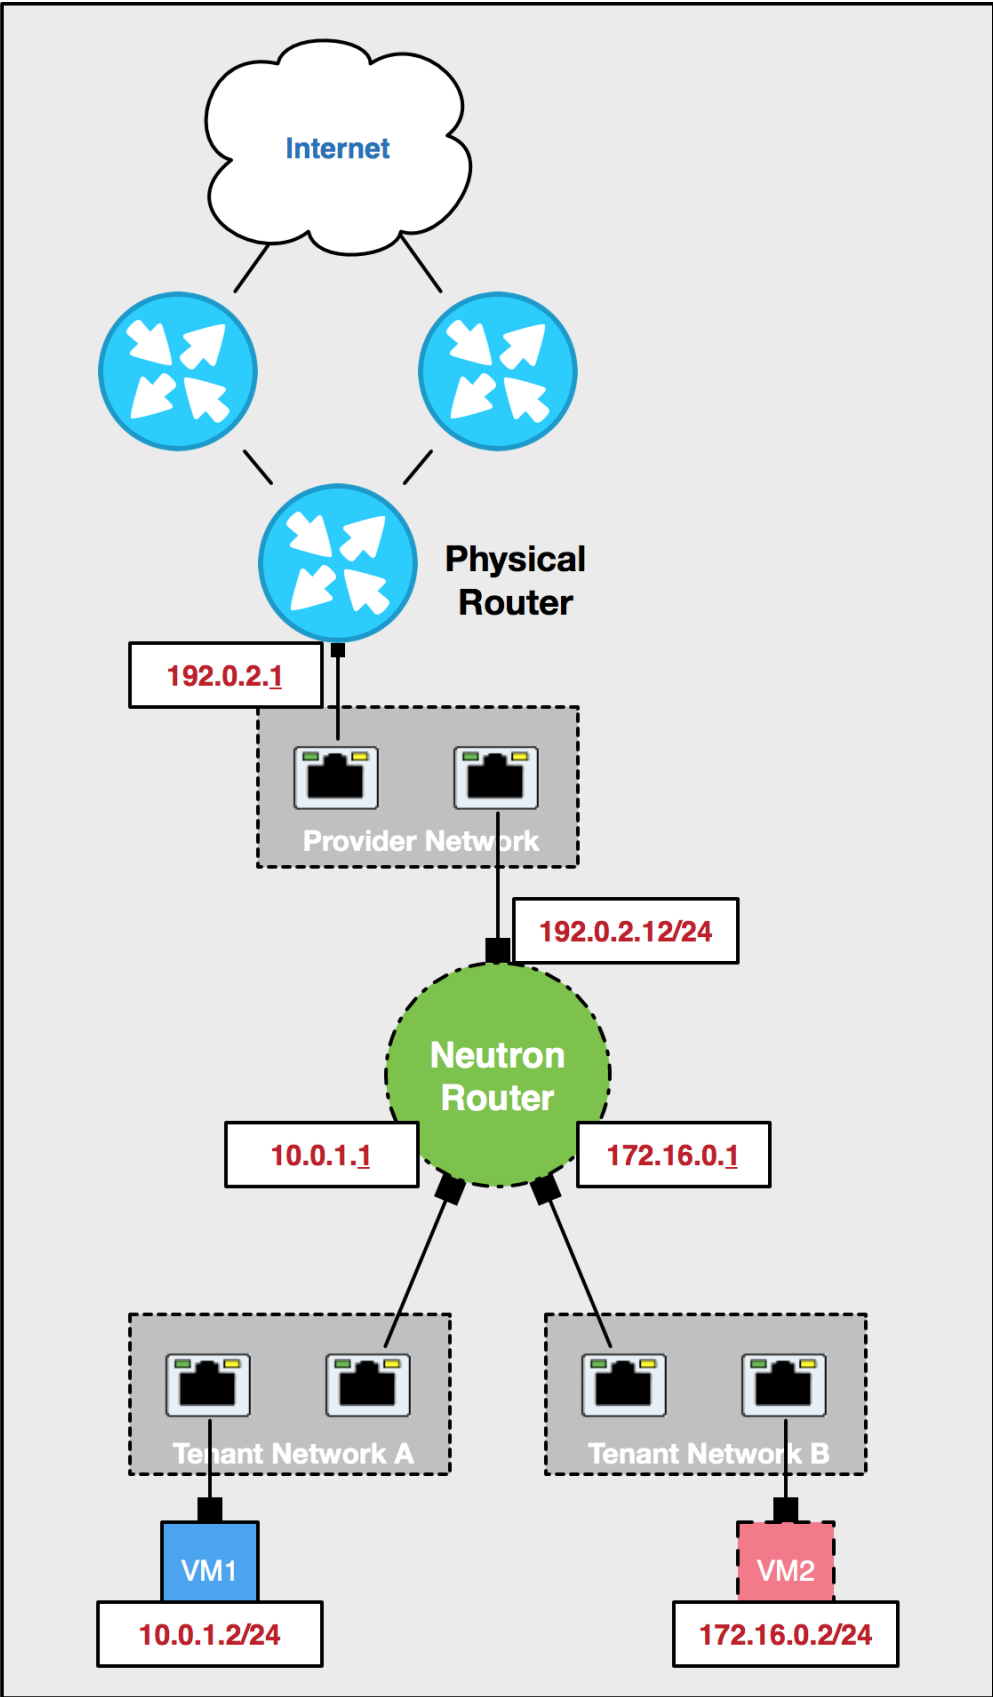 Internet
Physical
Router
192.0.2.1
Provider Network
192.0.2.12/24
Neutron
Router
10.0.1.1
172.16.0.1
Tenant Network A
Tenant Network B
VM1
VM2
10.0.1.2/24
172.16.0.2/24